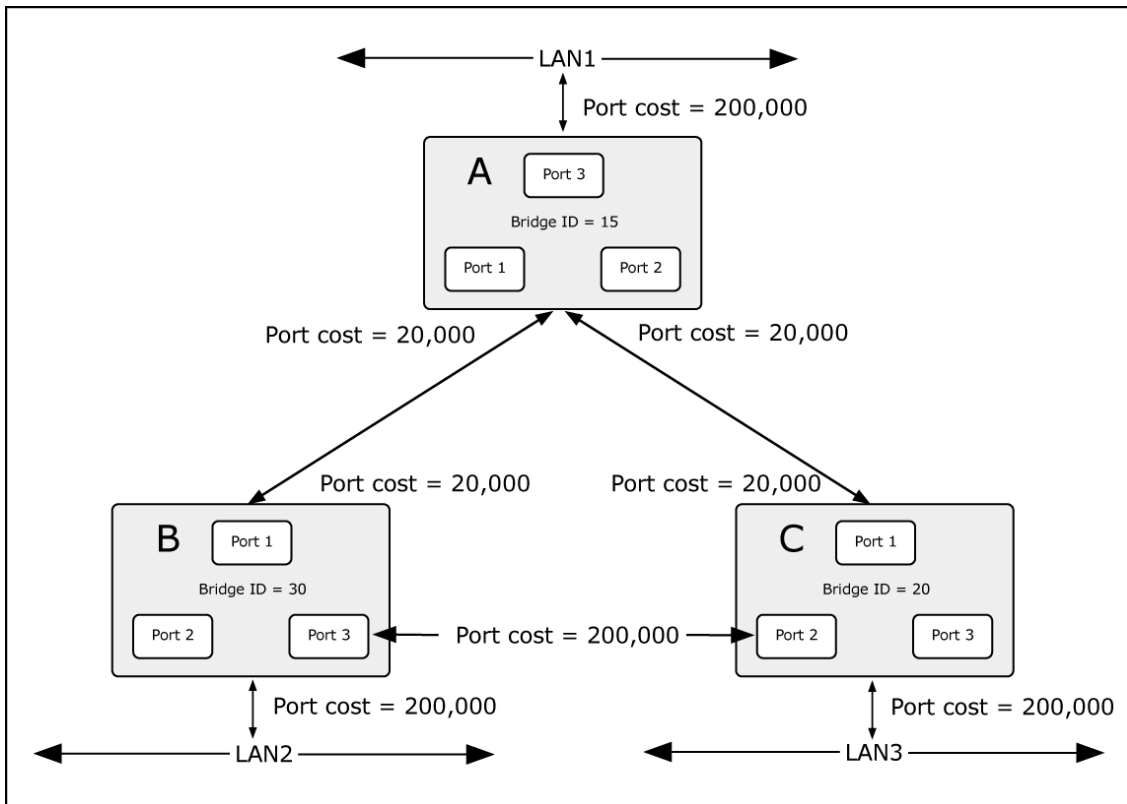 LAN1
Port cost = 200,000
A
Port 3
Bridge ID = 15
Port 1
Port 2
Port cost = 20,000
Port cost = 20,000
Port cost = 20,000
Port cost = 20,000
B
Port 1
Bridge ID = 30
Port 2
Port 3
Port cost = 200,000
C
Port 1
Bridge ID = 20
Port 2
Port 3
Port cost = 200,000
LAN2
Port cost = 200,000
LAN3